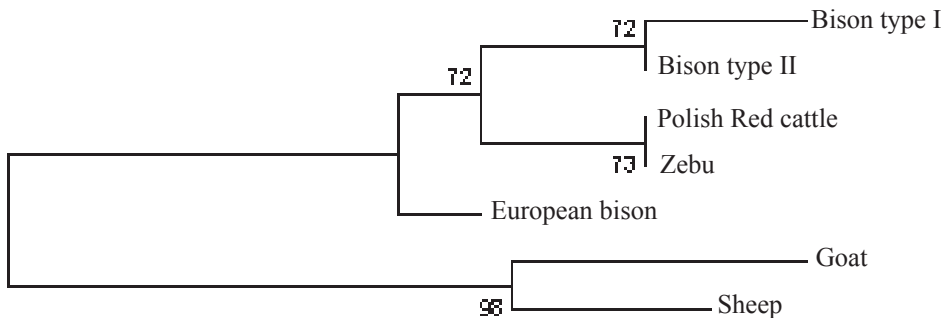 72 Bison type I
72 Bison type II
Polish Red cattle
73 Zebu
European bison
Goat
98 Sheep